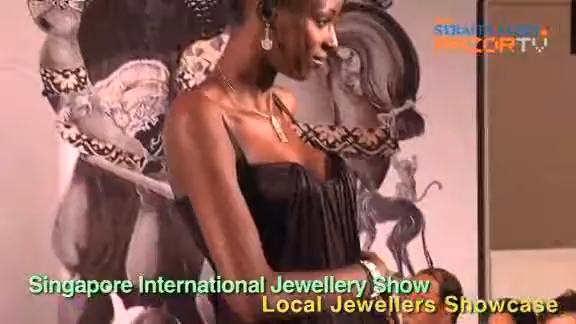 STRAITS TIMES
RAZORTV
Singapore International Jewellery Show
Local Jewellers Showcase